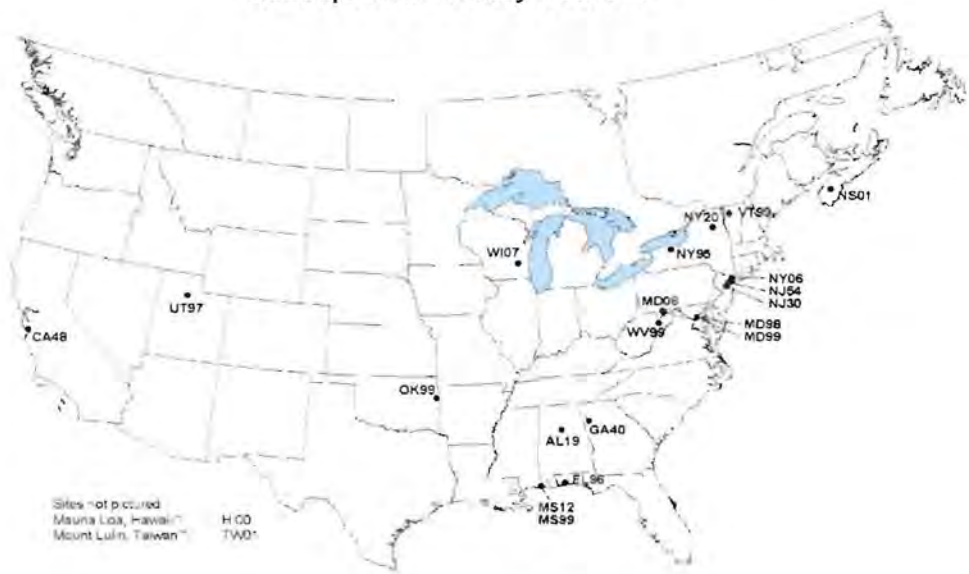 NS01
VT99
NY20
NY95
WI07
NY06
NJ54
NJ30
MD08
MD98
MD99
WV99
UT97
CA48
OK99
GA40
AL19
MS12
MS99
Sites not pictured
Mauna Loa, Hawaii
Mount Lulin, Taiwan